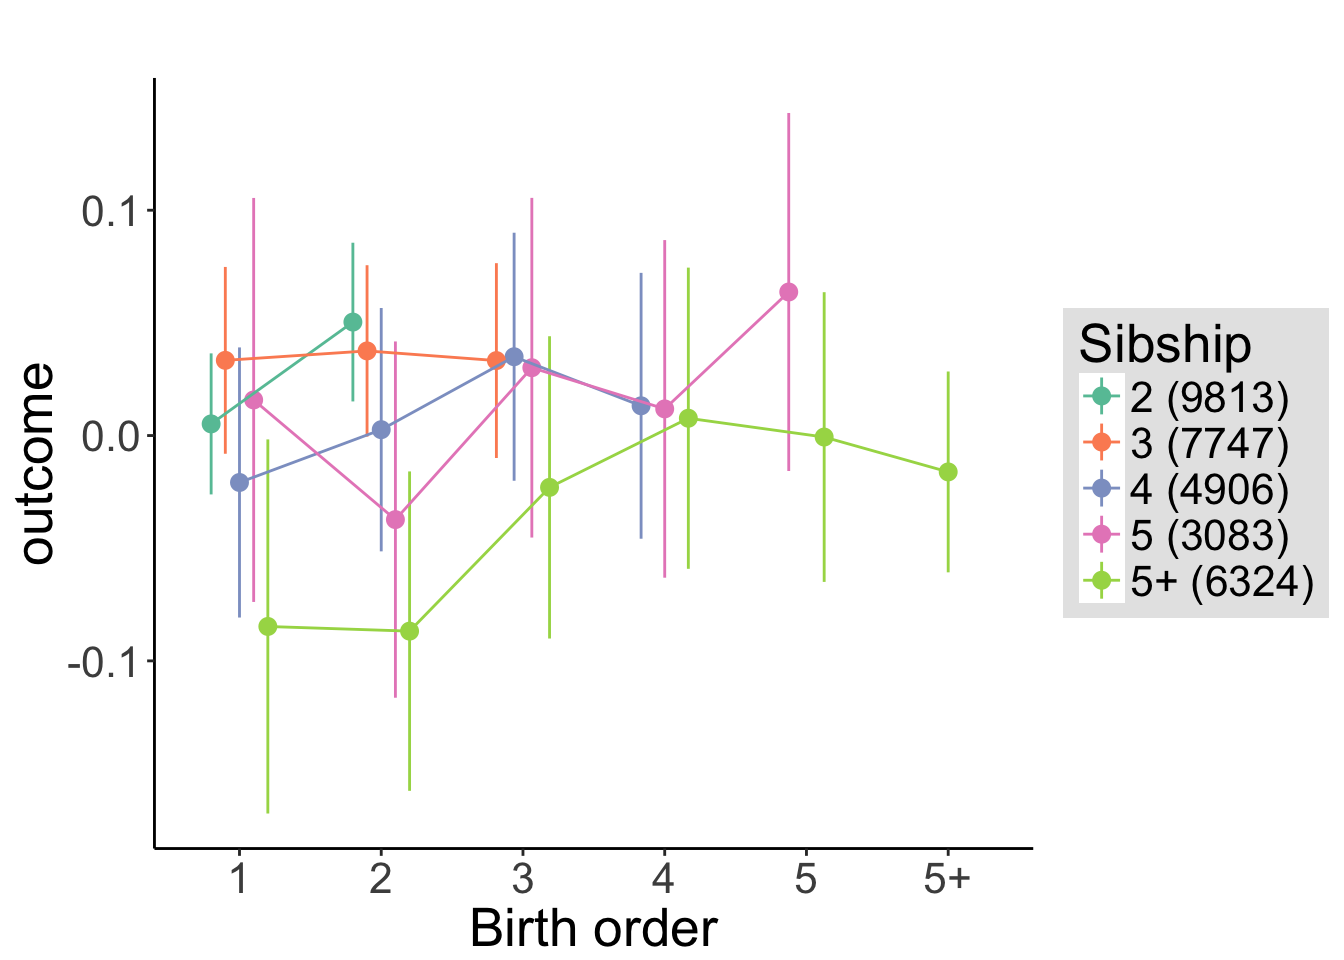 outcome
0.1
0.0
-0.1
1 2 3 4 5 5+
Birth order
Sibship
2 (9813)
3 (7747)
4 (4906)
5 (3083)
5+ (6324)